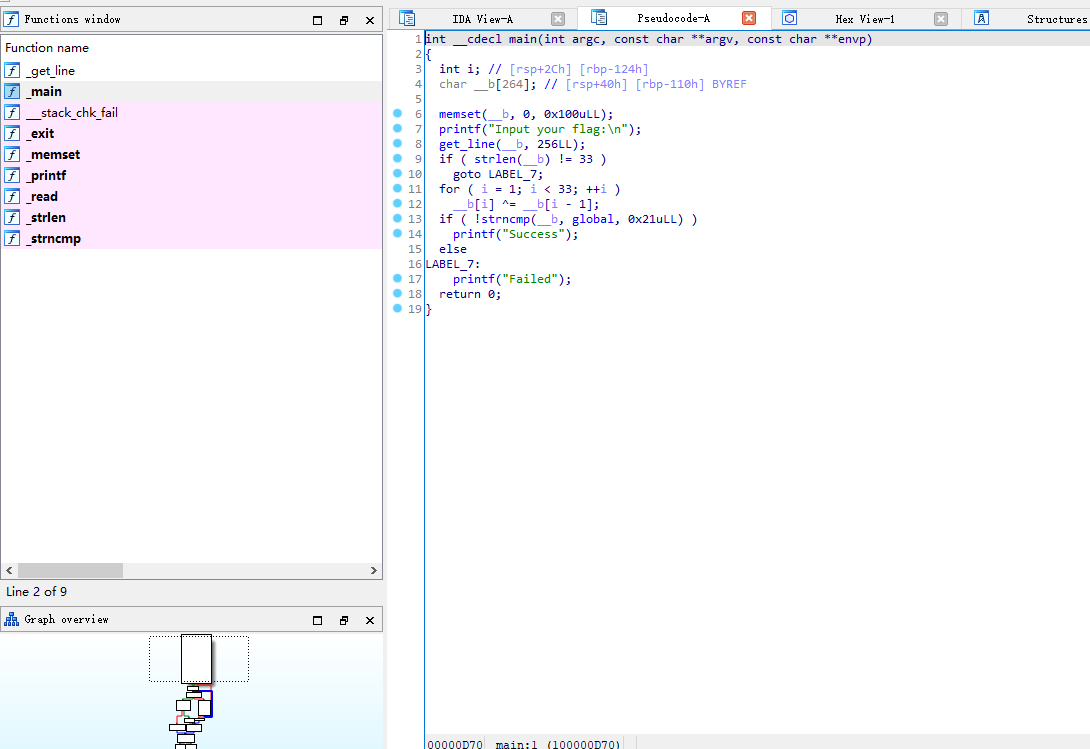 Functions window
Function name
_get_line
_main
___stack_chk_fail
_exit
_memset
_printf
_read
_strlen
_strncmp
Line 2 of 9
Graph overview
IDA View-A
Pseudocode-A
Hex View-1
Structures
1 int __cdecl main(int argc, const char **argv, const char **envp)
2 {
3 int i; // [rsp+2Ch] [rbp-124h]
4 char __b[264]; // [rsp+40h] [rbp-110h] BYREF
5
6 memset(__b, 0, 0x100uLL);
7 printf("Input your flag:\n");
8 get_line(__b, 256LL);
9 if ( strlen(__b) != 33 )
10 goto LABEL_7;
11 for ( i = 1; i < 33; ++i )
12 __b[i] ^= __b[i - 1];
13 if ( !strncmp(__b, global, 0x21uLL) )
14 printf("Success");
15 else
16 LABEL_7:
17 printf("Failed");
18 return 0;
19 }
00000D70 main:1 (100000D70)